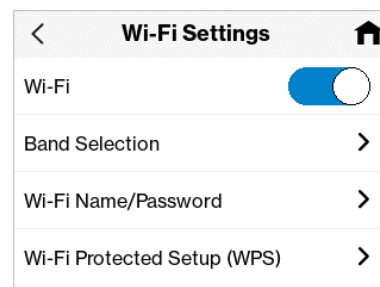 Wi-Fi Settings
Wi-Fi
Band Selection
Wi-Fi Name/Password
Wi-Fi Protected Setup (WPS)